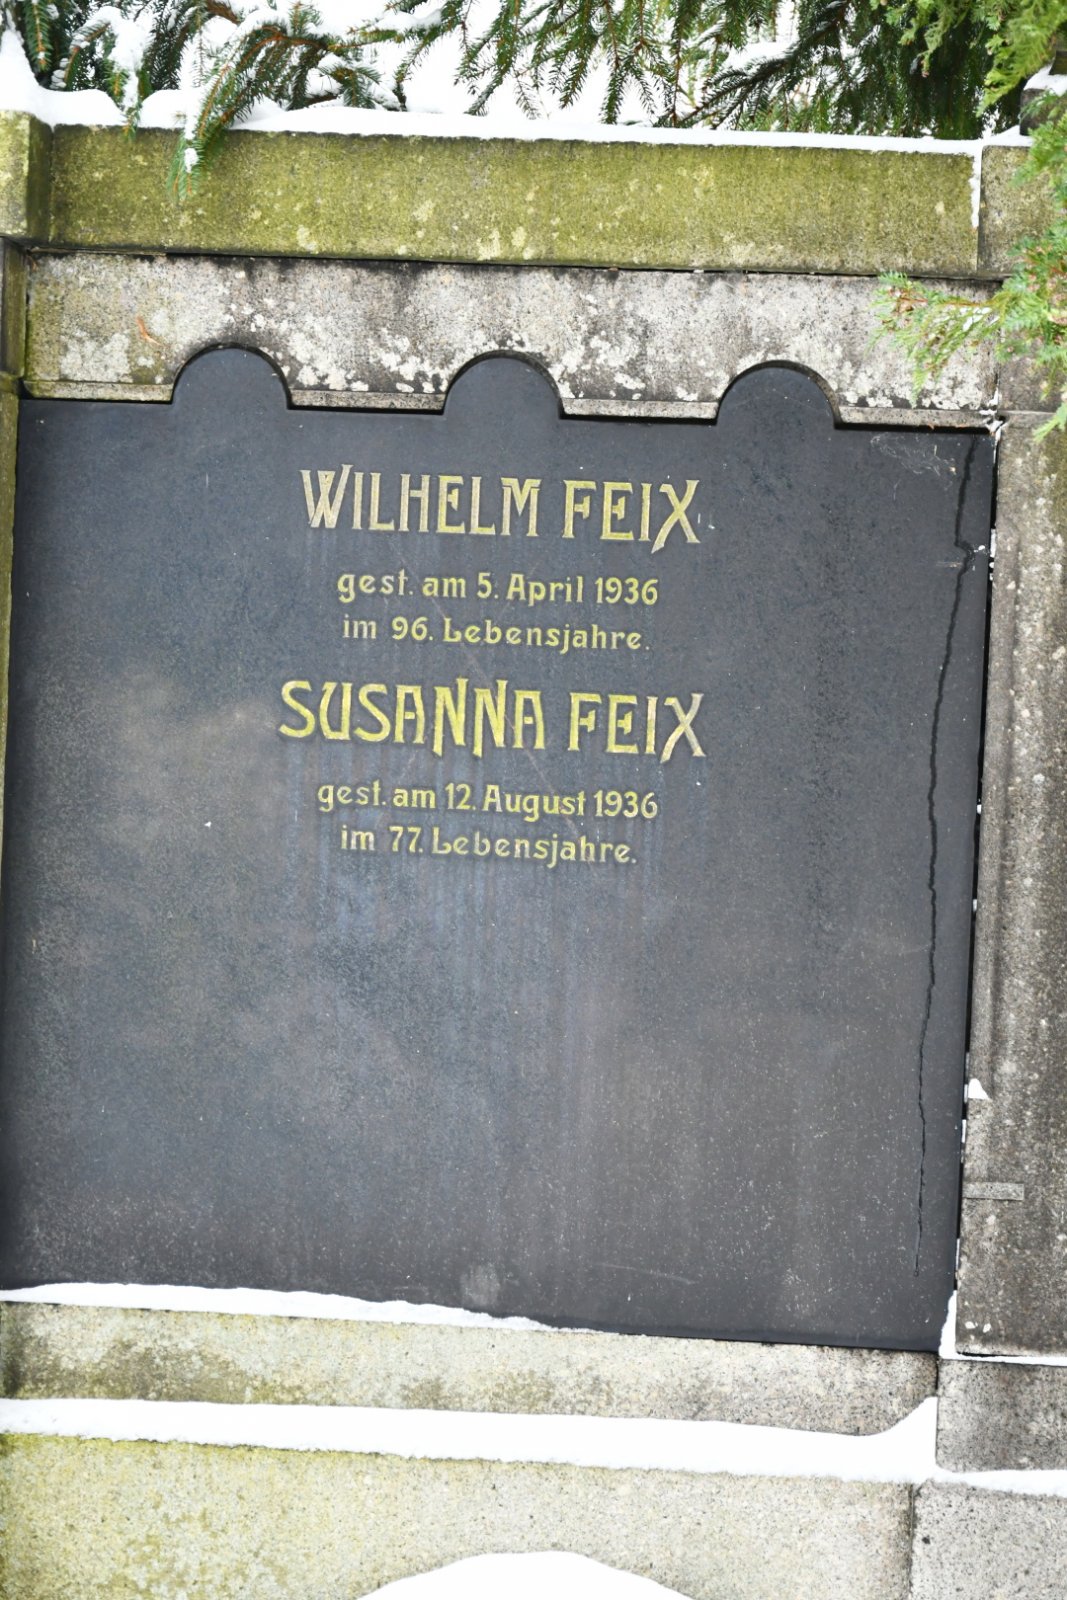 WILHELM FEIX
gest. am 5. April 1936
im 96. Lebensjahre.
SUSANNA FEIX
gest. am 12. August 1936
im 77. Lebensjahre.